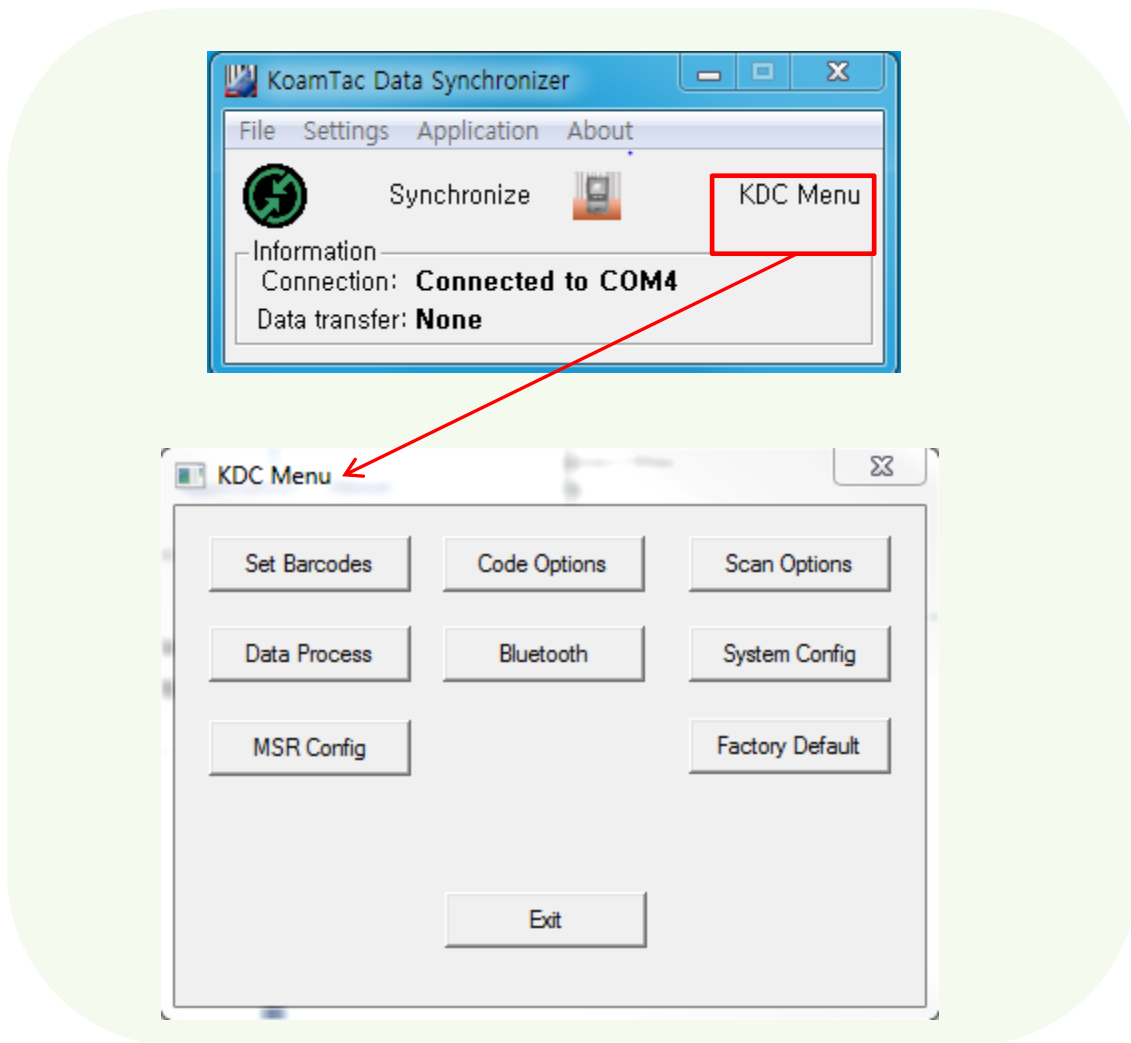 KoamTac Data Synchronizer
File Settings Application About
Synchronize KDC Menu
Information
Connection: Connected to COM4
Data transfer: None
KDC Menu
Set Barcodes Code Options Scan Options
Data Process Bluetooth System Config
MSR Config Factory Default
Exit